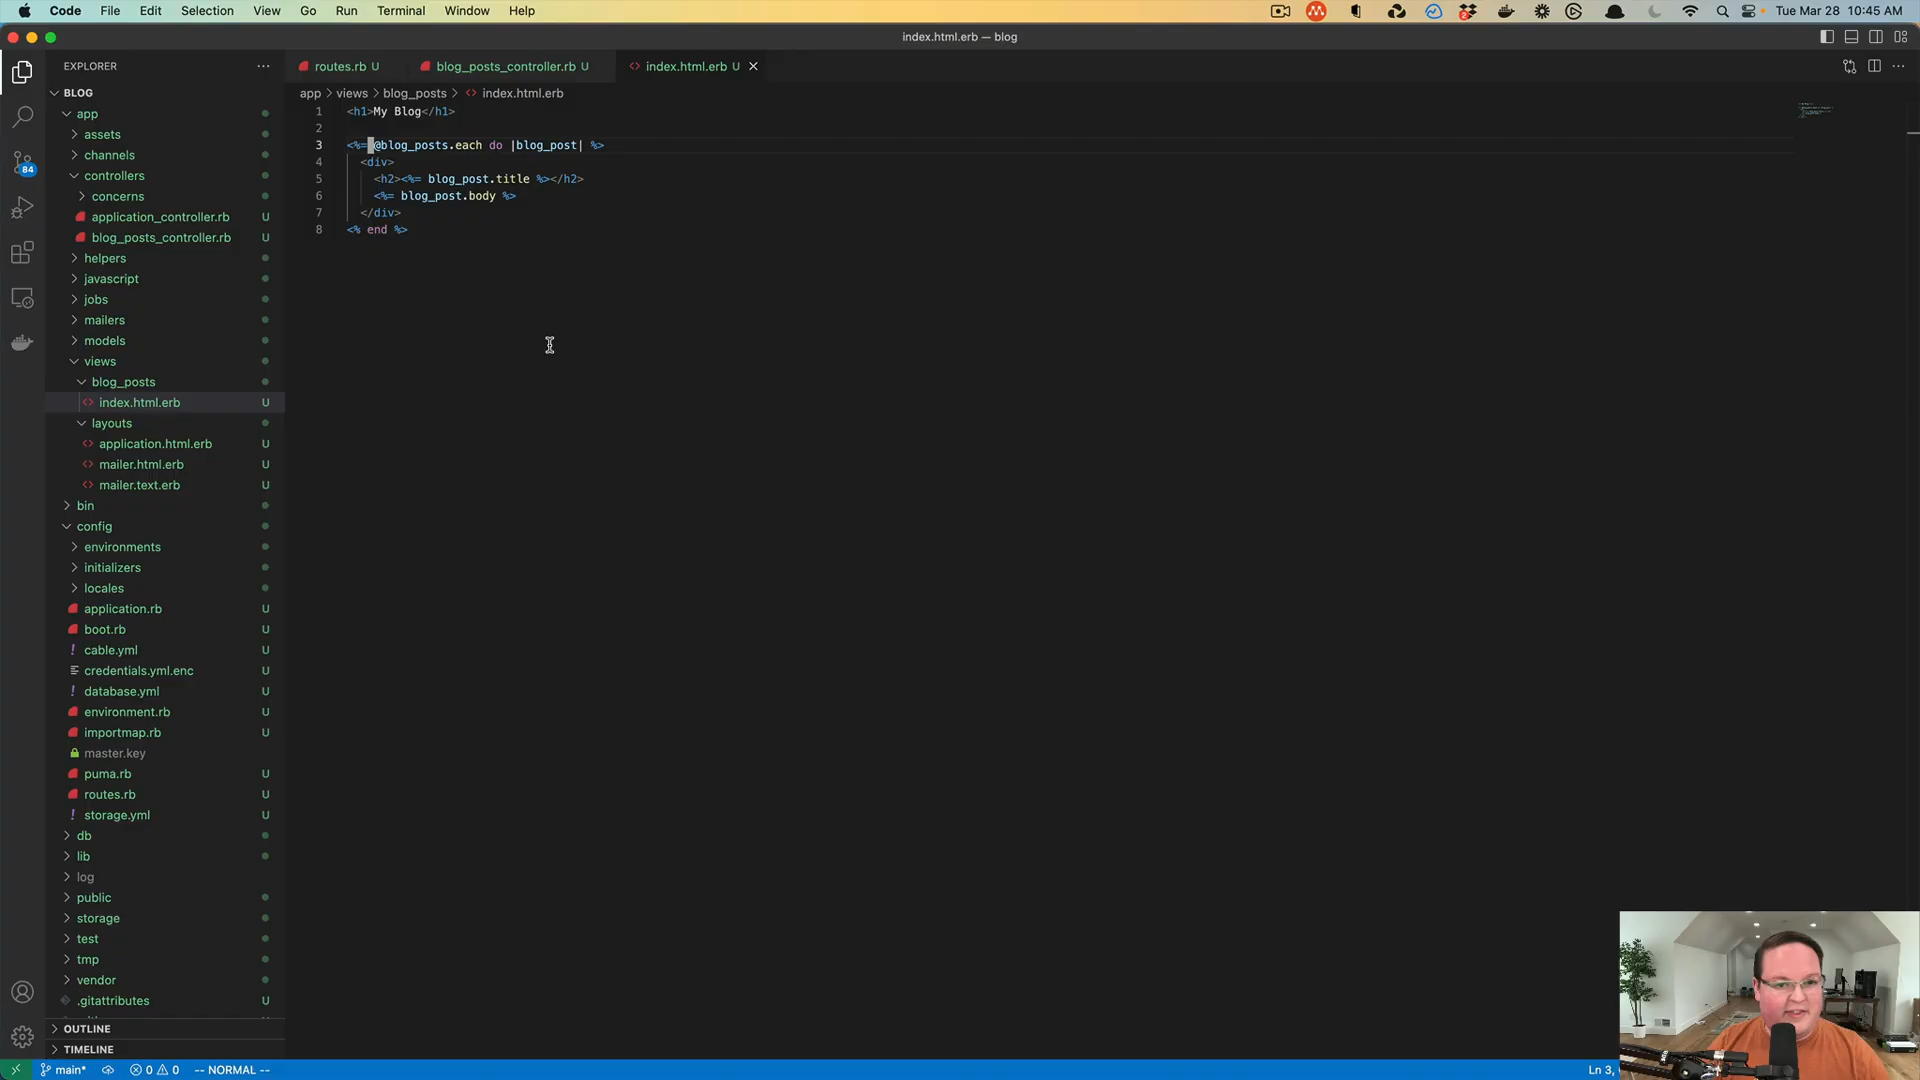 Code File Edit Selection View Go Run Terminal Window Help
Tue Mar 28 10:45 AM
index.html.erb — blog
EXPLORER
routes.rb U
blog_posts_controller.rb U
index.html.erb U
BLOG
app > views > blog_posts > index.html.erb
app
assets
channels
controllers
concerns
application_controller.rb U
blog_posts_controller.rb U
helpers
javascript
jobs
mailers
models
views
blog_posts
index.html.erb U
layouts
application.html.erb U
mailer.html.erb U
mailer.text.erb U
bin
config
environments
initializers
locales
application.rb U
boot.rb U
! cable.yml U
credentials.yml.enc U
! database.yml U
environment.rb U
importmap.rb U
master.key
puma.rb U
routes.rb U
! storage.yml U
db
lib
log
public
storage
test
tmp
vendor
.gitattributes U
OUTLINE
TIMELINE
84
1 <h1>My Blog</h1>
2
3 <%= @blog_posts.each do |blog_post| %>
4 <div>
5 <h2><%= blog_post.title %></h2>
6 <%= blog_post.body %>
7 </div>
8 <% end %>
main* 0 0 -- NORMAL --
Ln 3,